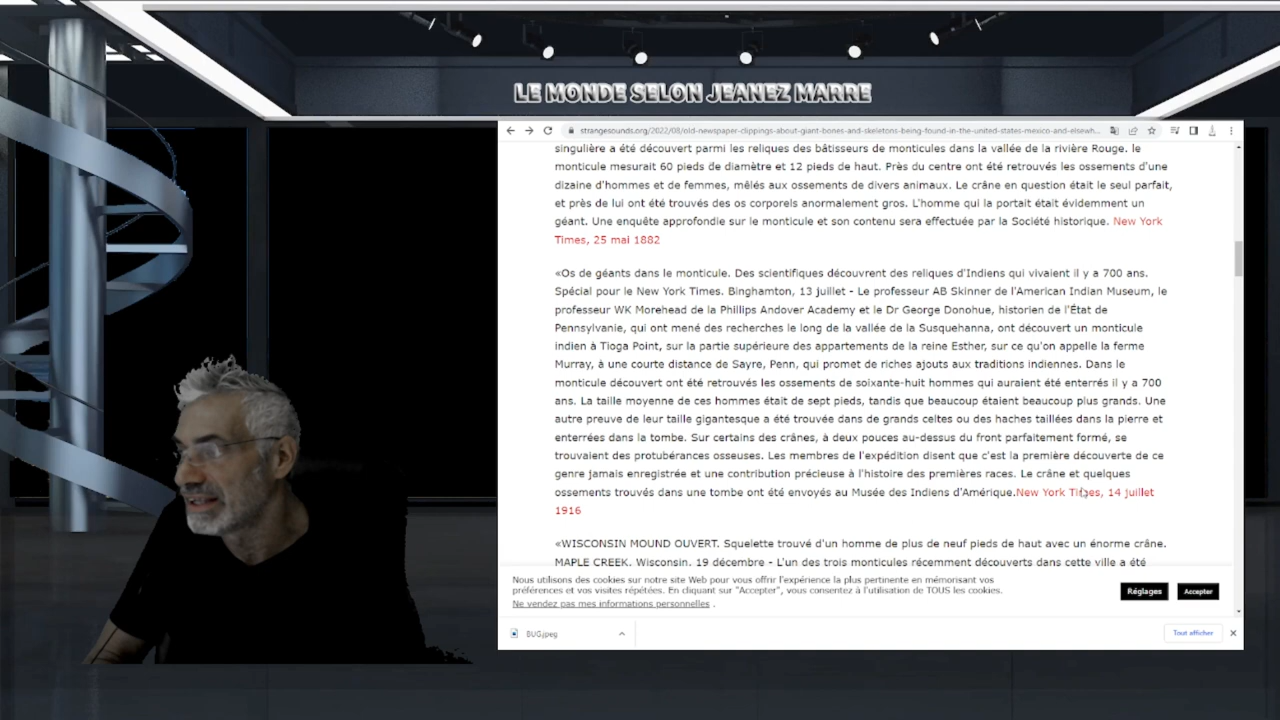 LE MONDE SELON JEANEZ MARRE
strangesounds.org/2022/08/old-newspaper-clippings-about-giant-bones-and-skeletons-being-found-in-the-united-states-mexico-and-elsewh...
singulière a été découvert parmi les reliques des bâtisseurs de monticules dans la vallée de la rivière Rouge. le
monticule mesurait 60 pieds de diamètre et 12 pieds de haut. Près du centre ont été retrouvés les ossements d'une
dizaine d'hommes et de femmes, mêlés aux ossements de divers animaux. Le crâne en question était le seul parfait,
et près de lui ont été trouvés des os corporels anormalement gros. L'homme qui la portait était évidemment un
géant. Une enquête approfondie sur le monticule et son contenu sera effectuée par la Société historique. New York
Times, 25 mai 1882
«Os de géants dans le monticule. Des scientifiques découvrent des reliques d'Indiens qui vivaient il y a 700 ans.
Spécial pour le New York Times. Binghamton, 13 juillet - Le professeur AB Skinner de l'American Indian Museum, le
professeur WK Morehead de la Phillips Andover Academy et le Dr George Donohue, historien de l'État de
Pennsylvanie, qui ont mené des recherches le long de la vallée de la Susquehanna, ont découvert un monticule
indien à Tioga Point, sur la partie supérieure des appartements de la reine Esther, sur ce qu'on appelle la ferme
Murray, à une courte distance de Sayre, Penn, qui promet de riches ajouts aux traditions indiennes. Dans le
monticule découvert ont été retrouvés les ossements de soixante-huit hommes qui auraient été enterrés il y a 700
ans. La taille moyenne de ces hommes était de sept pieds, tandis que beaucoup étaient beaucoup plus grands. Une
autre preuve de leur taille gigantesque a été trouvée dans de grands celtes ou des haches taillées dans la pierre et
enterrées dans la tombe. Sur certains des crânes, à deux pouces au-dessus du front parfaitement formé, se
trouvaient des protubérances osseuses. Les membres de l'expédition disent que c'est la première découverte de ce
genre jamais enregistrée et une contribution précieuse à l'histoire des premières races. Le crâne et quelques
ossements trouvés dans une tombe ont été envoyés au Musée des Indiens d'Amérique.New York Times, 14 juillet
1916
«WISCONSIN MOUND OUVERT. Squelette trouvé d'un homme de plus de neuf pieds de haut avec un énorme crâne.
MAPLE CREEK, Wisconsin, 19 décembre - L'un des trois monticules récemment découverts dans cette ville a été
Nous utilisons des cookies sur notre site Web pour vous offrir l'expérience la plus pertinente en mémorisant vos
préférences et vos visites répétées. En cliquant sur "Accepter", vous consentez à l'utilisation de TOUS les cookies.
Ne vendez pas mes informations personnelles .
Réglages
Accepter
BUG.jpeg
Tout afficher